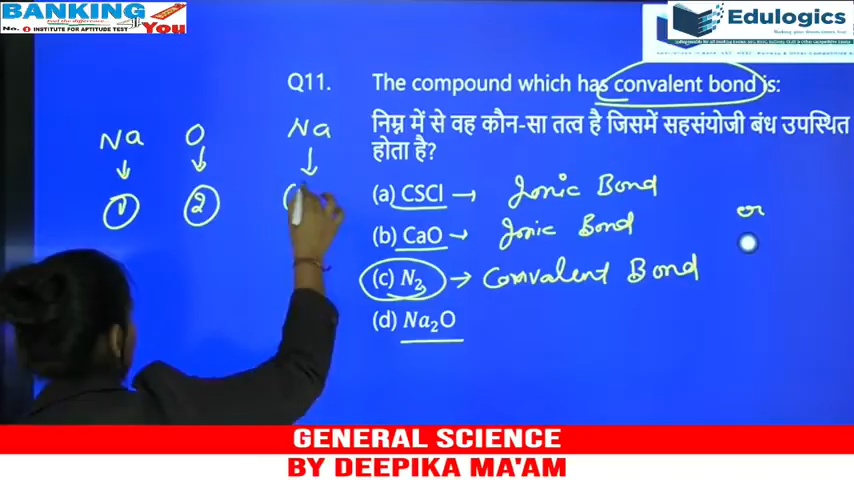 BANKING
Feel the difference...
You
No. 1 INSTITUTE FOR APTITUDE TEST
Edulogics
Q11. The compound which has convalent bond is:
निम्न में से वह कौन-सा तत्व है जिसमें सहसंयोजी बंध उपस्थित
होता है?
(a) CSCl → Ionic Bond
(b) CaO → Ionic Bond
(c) N₂ → Convalent Bond
(d) Na₂O
or
Na O Na
1 2
GENERAL SCIENCE
BY DEEPIKA MA'AM